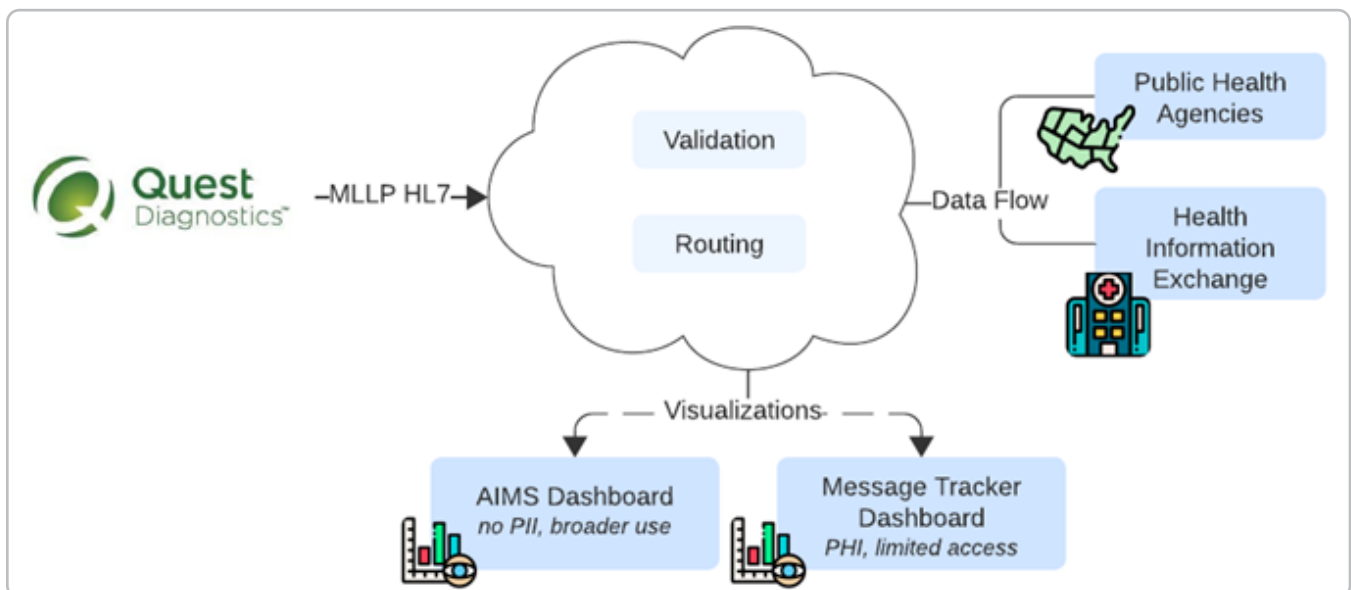 Quest
Diagnostics™
MLLP HL7
Validation
Routing
Data Flow
Public Health
Agencies
Health
Information
Exchange
Visualizations
AIMS Dashboard
no PII, broader use
Message Tracker
Dashboard
PHI, limited access